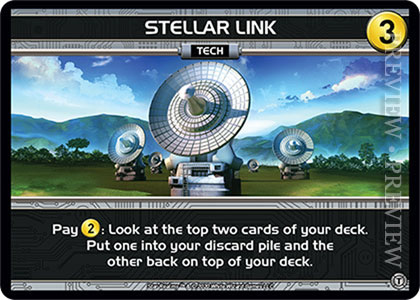 STELLAR LINK
3
TECH
Pay 2: Look at the top two cards of your deck.
Put one into your discard pile and the
other back on top of your deck.
T
PREVIEW • PREVIEW